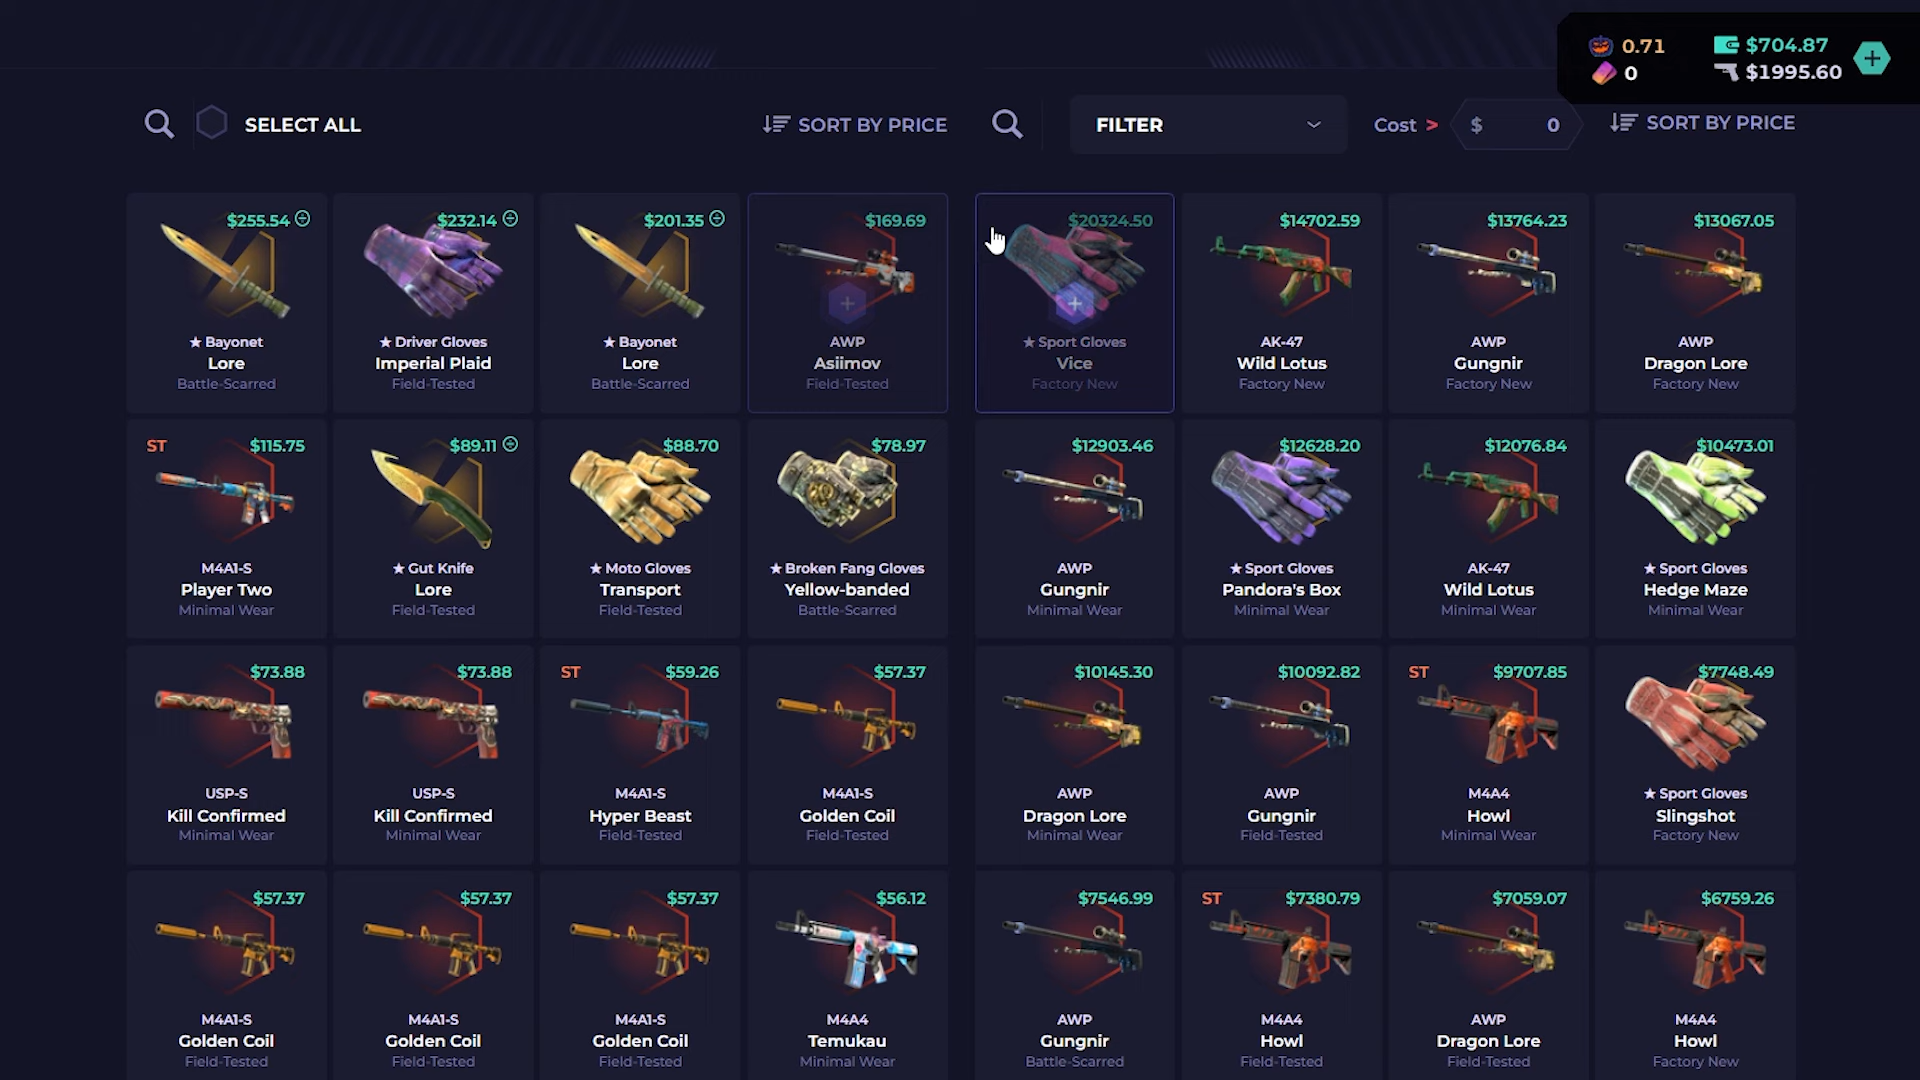 0.71
$704.87
0
$1995.60
SELECT ALL
SORT BY PRICE
FILTER
Cost >
$ 0
SORT BY PRICE
$255.54
★ Bayonet
Lore
Battle-Scarred
$232.14
★ Driver Gloves
Imperial Plaid
Field-Tested
$201.35
★ Bayonet
Lore
Battle-Scarred
$169.69
AWP
Asiimov
Field-Tested
$20324.50
★ Sport Gloves
Vice
Factory New
$14702.59
AK-47
Wild Lotus
Factory New
$13764.23
AWP
Gungnir
Factory New
$13067.05
AWP
Dragon Lore
Factory New
ST $115.75
M4A1-S
Player Two
Minimal Wear
$89.11
★ Gut Knife
Lore
Field-Tested
$88.70
★ Moto Gloves
Transport
Field-Tested
$78.97
★ Broken Fang Gloves
Yellow-banded
Battle-Scarred
$12903.46
AWP
Gungnir
Minimal Wear
$12628.20
★ Sport Gloves
Pandora's Box
Minimal Wear
$12076.84
AK-47
Wild Lotus
Minimal Wear
$10473.01
★ Sport Gloves
Hedge Maze
Minimal Wear
$73.88
USP-S
Kill Confirmed
Minimal Wear
$73.88
USP-S
Kill Confirmed
Minimal Wear
ST $59.26
M4A1-S
Hyper Beast
Field-Tested
$57.37
M4A1-S
Golden Coil
Field-Tested
$10145.30
AWP
Dragon Lore
Minimal Wear
$10092.82
AWP
Gungnir
Field-Tested
ST $9707.85
M4A4
Howl
Minimal Wear
$7748.49
★ Sport Gloves
Slingshot
Factory New
$57.37
M4A1-S
Golden Coil
Field-Tested
$57.37
M4A1-S
Golden Coil
Field-Tested
$57.37
M4A1-S
Golden Coil
Field-Tested
$56.12
M4A4
Temukau
Minimal Wear
$7546.99
AWP
Gungnir
Battle-Scarred
ST $7380.79
M4A4
Howl
Field-Tested
$7059.07
AWP
Dragon Lore
Field-Tested
$6759.26
M4A4
Howl
Factory New